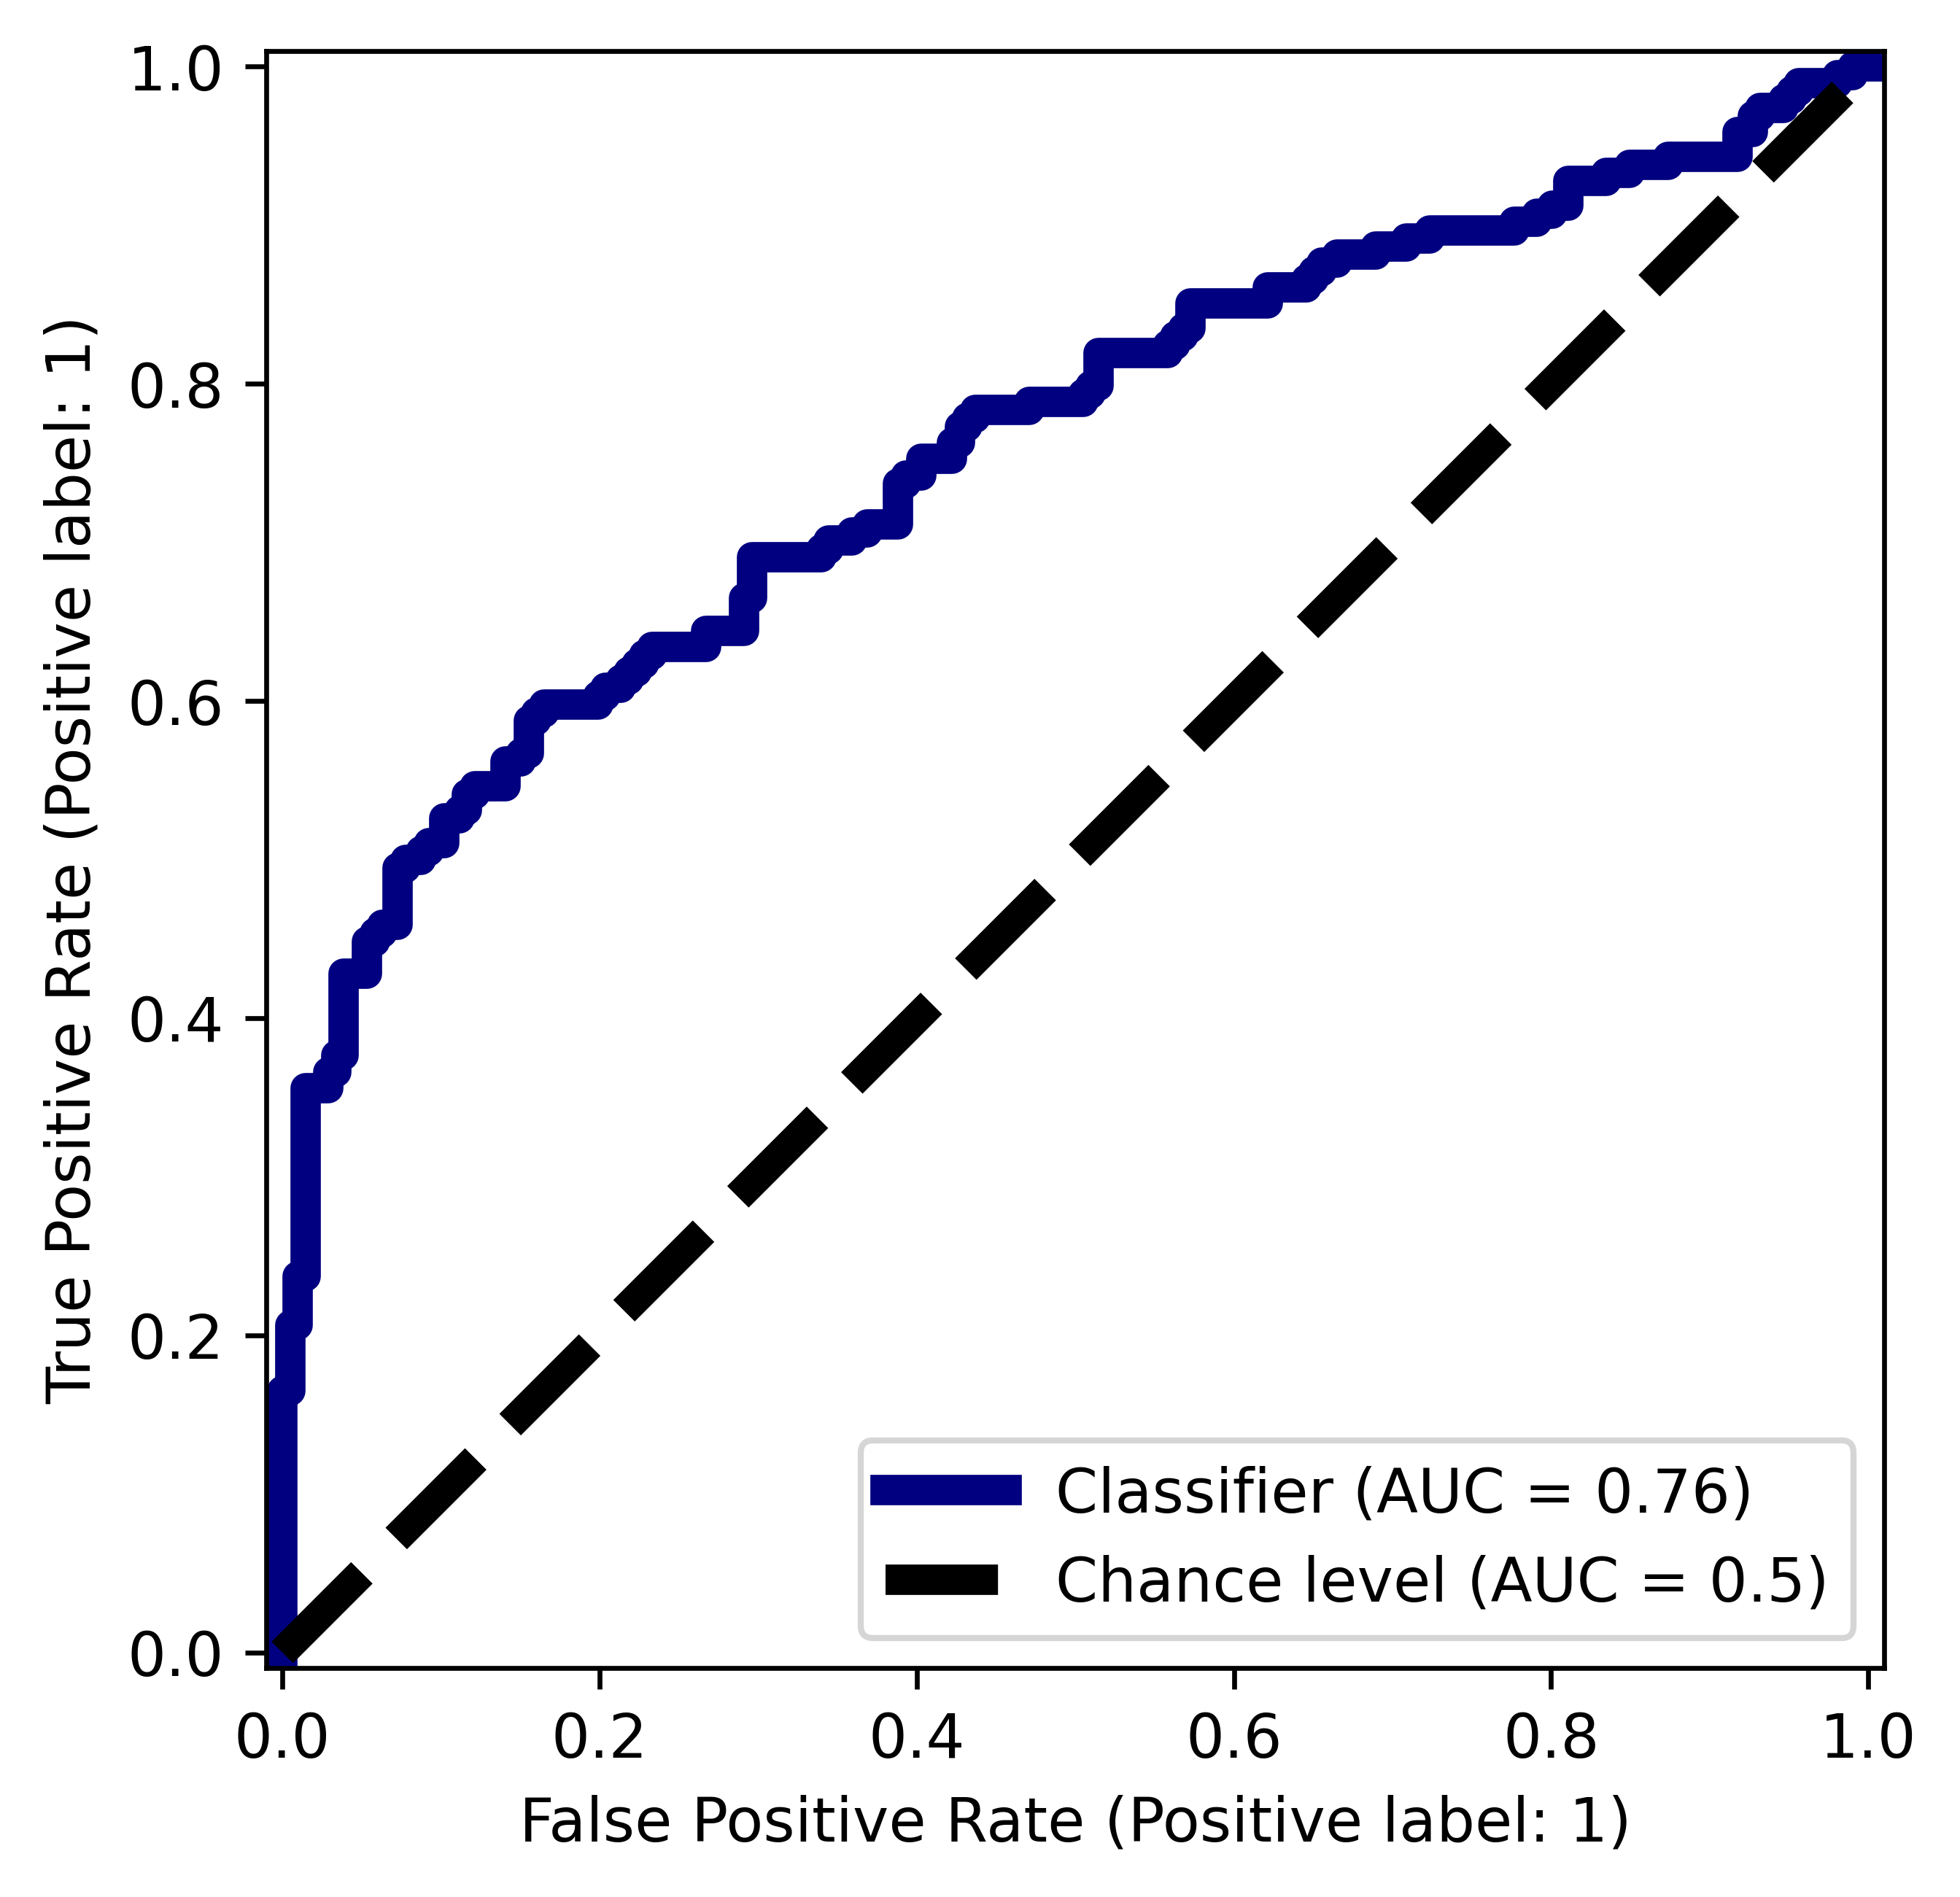 True Positive Rate (Positive label: 1)
1.0
0.8
0.6
0.4
0.2
0.0
Classifier (AUC = 0.76)
Chance level (AUC = 0.5)
0.0 0.2 0.4 0.6 0.8 1.0
False Positive Rate (Positive label: 1)